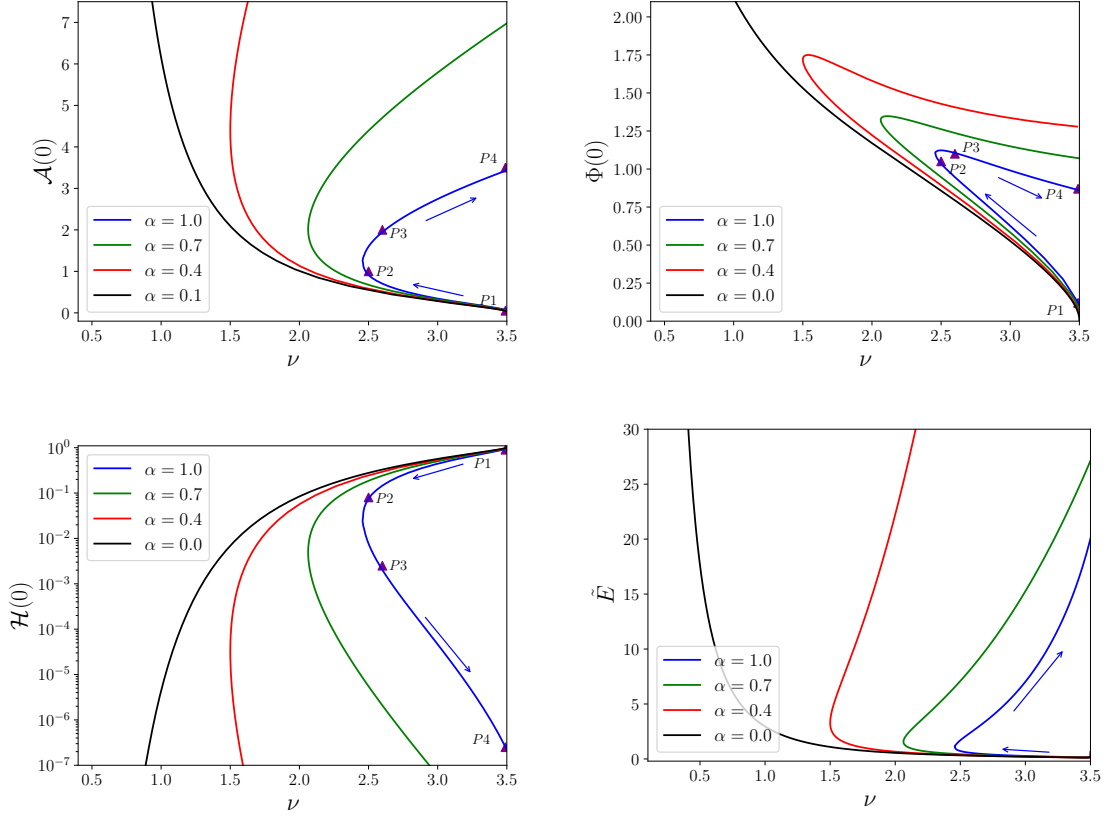 𝒜(0)
7
6
5
4
3
2
1
0
0.5 1.0 1.5 2.0 2.5 3.0 3.5
ν
α = 1.0
α = 0.7
α = 0.4
α = 0.1
P4
P3
P2
P1
Φ(0)
2.00
1.75
1.50
1.25
1.00
0.75
0.50
0.25
0.00
0.5 1.0 1.5 2.0 2.5 3.0 3.5
ν
α = 1.0
α = 0.7
α = 0.4
α = 0.0
P3
P2
P4
P1
ℋ(0)
10⁰
10⁻¹
10⁻²
10⁻³
10⁻⁴
10⁻⁵
10⁻⁶
10⁻⁷
0.5 1.0 1.5 2.0 2.5 3.0 3.5
ν
α = 1.0
α = 0.7
α = 0.4
α = 0.0
P1
P2
P3
P4
Ẽ
30
25
20
15
10
5
0
0.5 1.0 1.5 2.0 2.5 3.0 3.5
ν
α = 1.0
α = 0.7
α = 0.4
α = 0.0